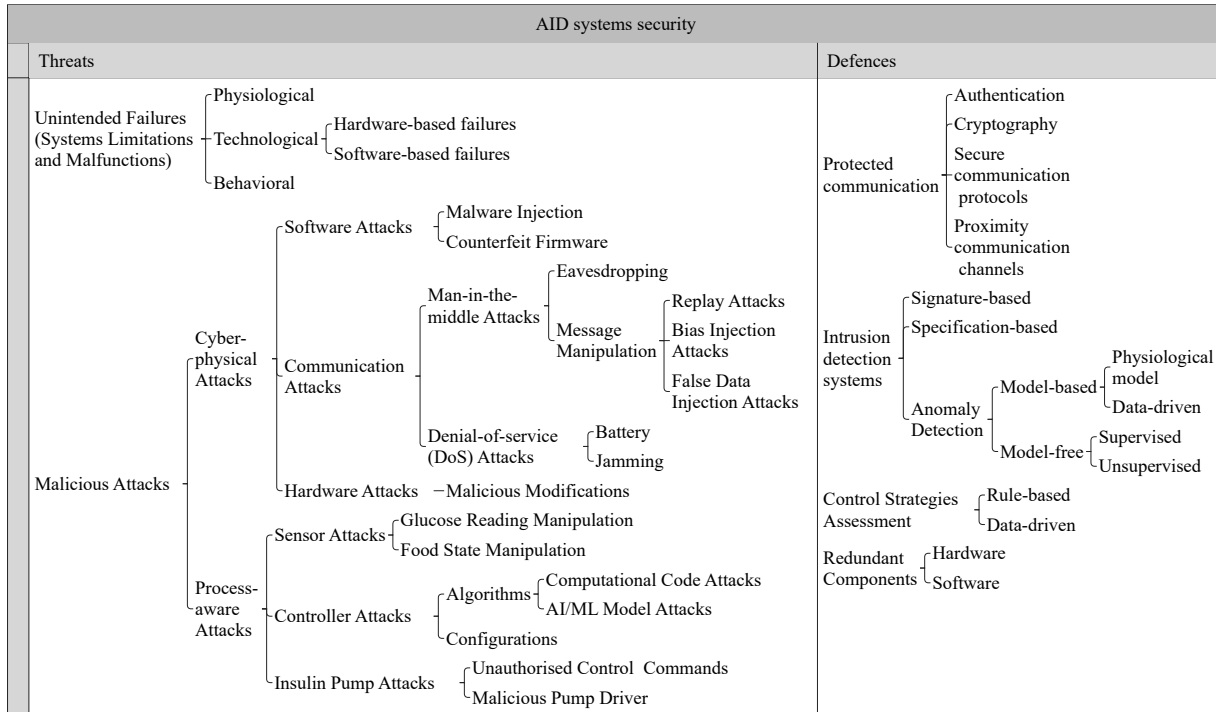 AID systems security
Threats
Defences
Unintended Failures
(Systems Limitations
and Malfunctions)
Physiological
Technological
Hardware-based failures
Software-based failures
Behavioral
Malicious Attacks
Cyber-
physical
Attacks
Software Attacks
Malware Injection
Counterfeit Firmware
Communication
Attacks
Man-in-the-
middle Attacks
Eavesdropping
Message
Manipulation
Replay Attacks
Bias Injection
Attacks
False Data
Injection Attacks
Denial-of-service
(DoS) Attacks
Battery
Jamming
Hardware Attacks
Malicious Modifications
Process-
aware
Attacks
Sensor Attacks
Glucose Reading Manipulation
Food State Manipulation
Controller Attacks
Algorithms
Computational Code Attacks
AI/ML Model Attacks
Configurations
Insulin Pump Attacks
Unauthorised Control Commands
Malicious Pump Driver
Protected
communication
Authentication
Cryptography
Secure
communication
protocols
Proximity
communication
channels
Intrusion
detection
systems
Signature-based
Specification-based
Anomaly
Detection
Model-based
Physiological
model
Data-driven
Model-free
Supervised
Unsupervised
Control Strategies
Assessment
Rule-based
Data-driven
Redundant
Components
Hardware
Software